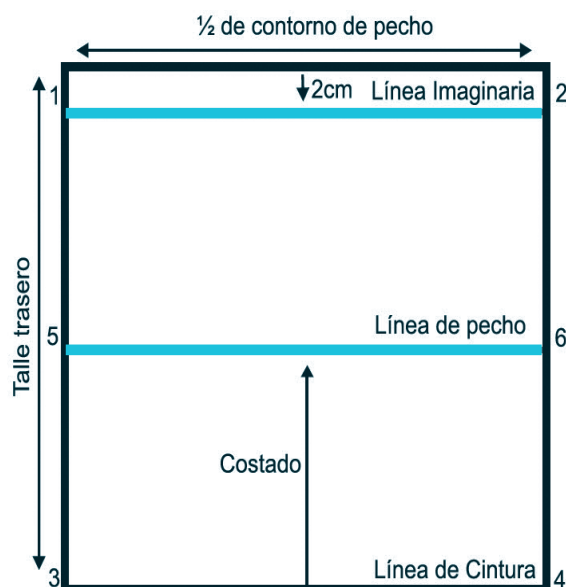 ½ de contorno de pecho
1
2cm
Línea Imaginaria
2
Talle trasero
5
Línea de pecho
6
Costado
3
Línea de Cintura
4